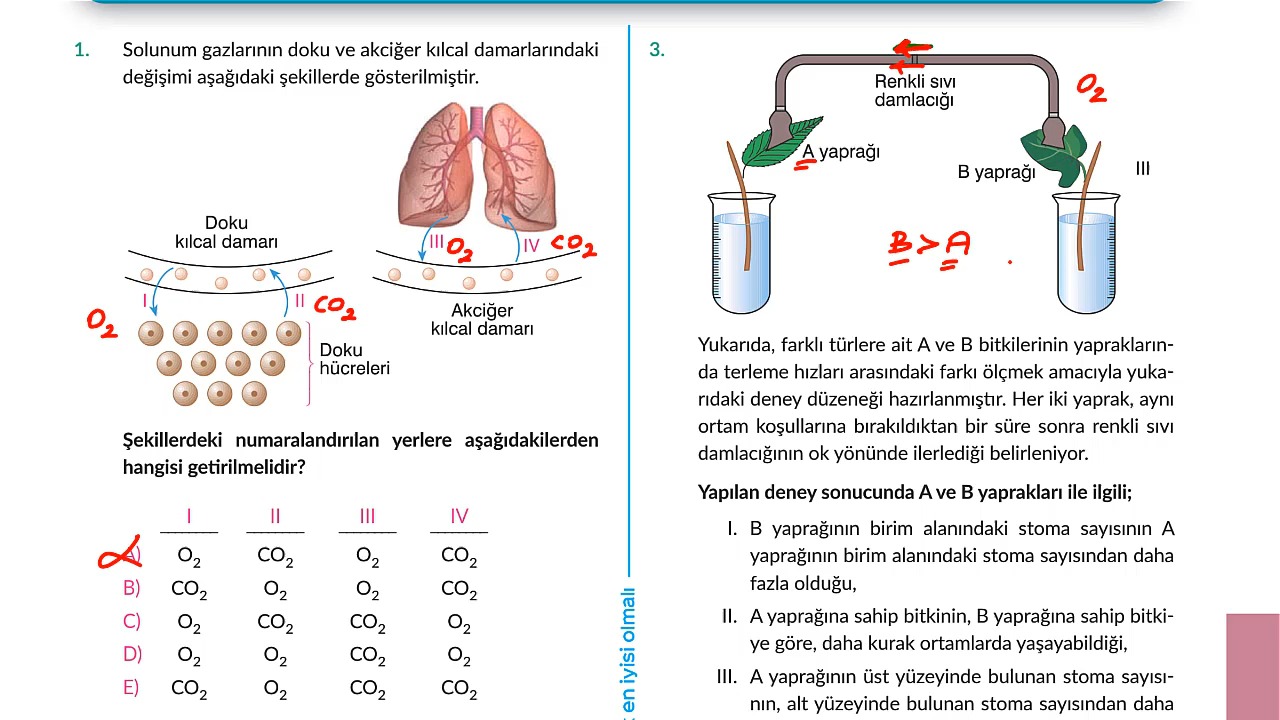 1.
Solunum gazlarının doku ve akciğer kılcal damarlarındaki
değişimi aşağıdaki şekillerde gösterilmiştir.
Doku
kılcal damarı
III
O2
IV
CO2
I
O2
II
CO2
Akciğer
kılcal damarı
Doku
hücreleri
Şekillerdeki numaralandırılan yerlere aşağıdakilerden
hangisi getirilmelidir?
I II III IV
A) O2 CO2 O2 CO2
B) CO2 O2 O2 CO2
C) O2 CO2 CO2 O2
D) O2 O2 CO2 O2
E) CO2 O2 CO2 CO2
en iyisi olmalı
3.
Renkli sıvı
damlacığı
O2
A yaprağı
B yaprağı
III
B > A
Yukarıda, farklı türlere ait A ve B bitkilerinin yaprakların-
da terleme hızları arasındaki farkı ölçmek amacıyla yuka-
rıdaki deney düzeneği hazırlanmıştır. Her iki yaprak, aynı
ortam koşullarına bırakıldıktan bir süre sonra renkli sıvı
damlacığının ok yönünde ilerlediği belirleniyor.
Yapılan deney sonucunda A ve B yaprakları ile ilgili;
I. B yaprağının birim alanındaki stoma sayısının A
yaprağının birim alanındaki stoma sayısından daha
fazla olduğu,
II. A yaprağına sahip bitkinin, B yaprağına sahip bitki-
ye göre, daha kurak ortamlarda yaşayabildiği,
III. A yaprağının üst yüzeyinde bulunan stoma sayısı-
nın, alt yüzeyinde bulunan stoma sayısından daha